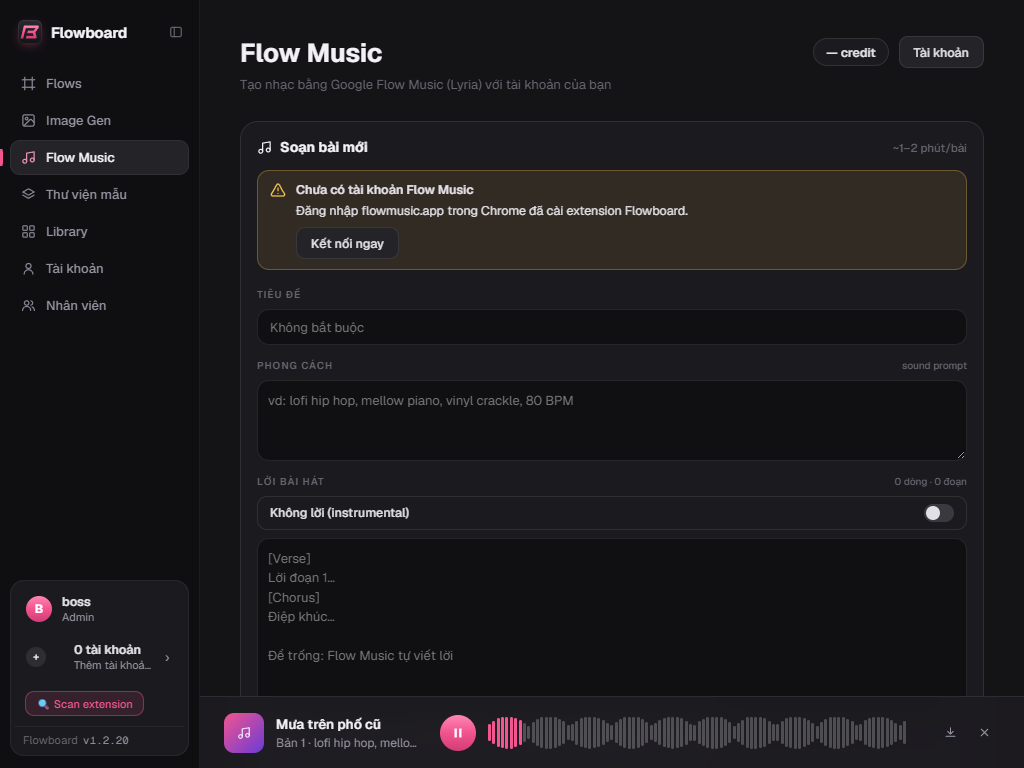 Flowboard
Flows
Image Gen
Flow Music
Thư viện mẫu
Library
Tài khoản
Nhân viên
B
boss
Admin
+
0 tài khoản
Thêm tài khoả...
›
Scan extension
Flowboard v1.2.20
Flow Music
Tạo nhạc bằng Google Flow Music (Lyria) với tài khoản của bạn
— credit
Tài khoản
Soạn bài mới
~1–2 phút/bài
Chưa có tài khoản Flow Music
Đăng nhập flowmusic.app trong Chrome đã cài extension Flowboard.
Kết nối ngay
TIÊU ĐỀ
Không bắt buộc
PHONG CÁCH
sound prompt
vd: lofi hip hop, mellow piano, vinyl crackle, 80 BPM
LỜI BÀI HÁT
0 dòng · 0 đoạn
Không lời (instrumental)
[Verse]
Lời đoạn 1...
[Chorus]
Điệp khúc...
Để trống: Flow Music tự viết lời
Mưa trên phố cũ
Bản 1 · lofi hip hop, mello...